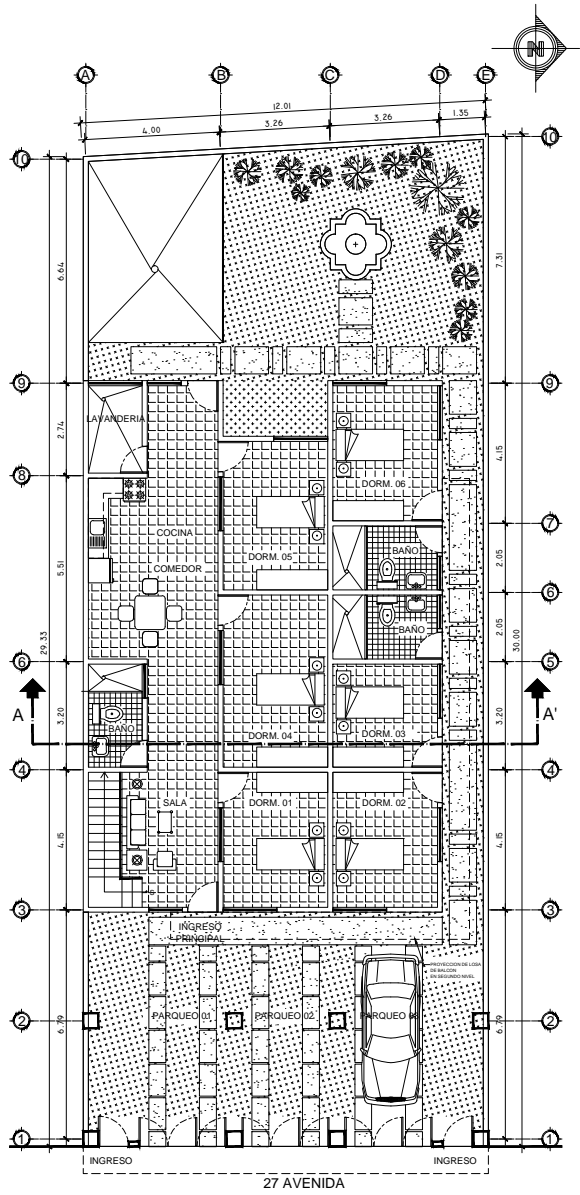 N
A
B
C
D
E
12.01
4.00
3.26
3.26
1.35
10
10
6.64
7.31
9
9
LAVANDERIA
2.74
4.15
DORM. 06
8
7
COCINA
BAÑO
DORM. 05
COMEDOR
5.51
2.05
6
BAÑO
2.05
29.33
30.00
6
5
A
A'
3.20
3.20
BAÑO
DORM. 04
DORM. 03
4
4
SALA
DORM. 01
DORM. 02
4.15
4.15
S
3
3
INGRESO
PRINCIPAL
PROYECCION DE LOSA
DE BALCON
EN SEGUNDO NIVEL
PARQUEO 01
PARQUEO 02
PARQUEO 03
2
2
6.79
6.79
1
1
INGRESO
INGRESO
27 AVENIDA